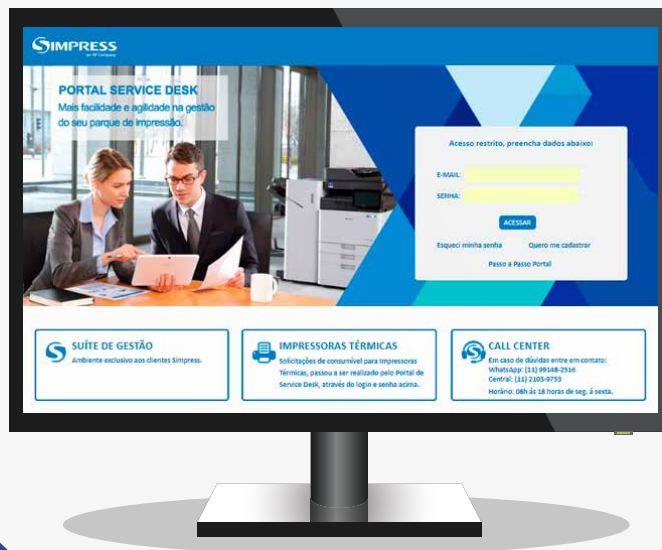 SIMPRESS
an HP Company
PORTAL SERVICE DESK
Mais facilidade e agilidade na gestão
do seu parque de impressão.
Acesso restrito, preencha dados abaixo:
E-MAIL:
SENHA:
ACESSAR
Esqueci minha senha Quero me cadastrar
Passo a Passo Portal
SUÍTE DE GESTÃO
Ambiente exclusivo aos clientes Simpress.
IMPRESSORAS TÉRMICAS
Solicitações de consumível para Impressoras
Térmicas, passou a ser realizado pelo Portal de
Service Desk, através do login e senha acima.
CALL CENTER
Em caso de dúvidas entre em contato:
WhatsApp: (11) 99148-2516
Central: (11) 2103-9753
Horário: 08h ás 18 horas de seg. á sexta.